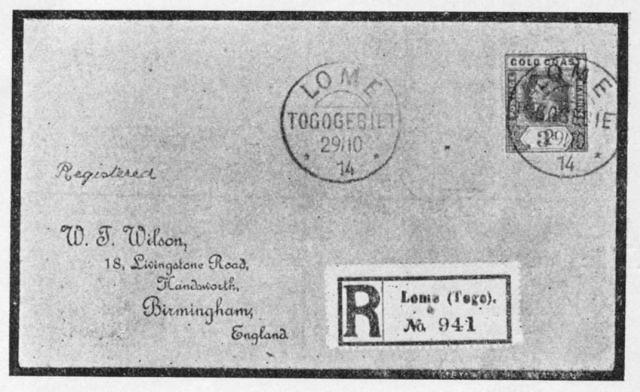 LOME
TOGOGEBIET
29/10
14
GOLD COAST
LOME
14
Registered
W. T. Wilson,
18, Livingstone Road,
Handsworth,
Birmingham,
England
R
Lome (Togo).
No 941